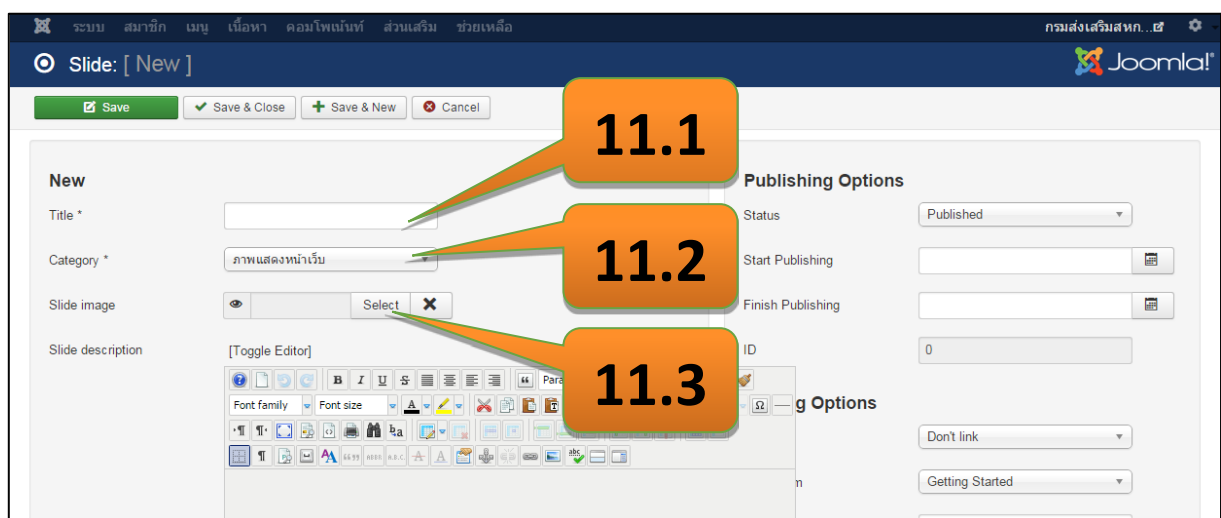 ระบบ สมาชิก เมนู เนื้อหา คอมโพเน้นท์ ส่วนเสริม ช่วยเหลือ กรมส่งเสริมสหก...
Slide: [ New ] Joomla!
Save Save & Close Save & New Cancel
11.1
New Publishing Options
Title * Status Published
Category * ภาพแสดงหน้าเว็บ 11.2 Start Publishing
Slide image Select Finish Publishing
Slide description [Toggle Editor] ID 0
11.3
B I U S Para
Font family Font size A Ω g Options
Don't link
Getting Started